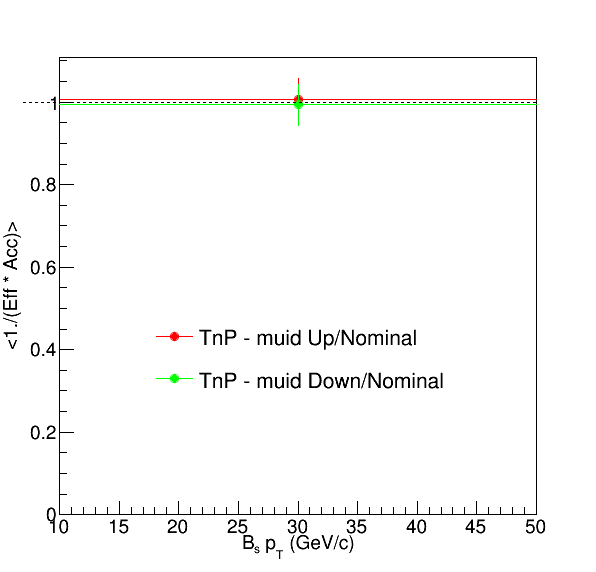 <1./(Eff * Acc)>
1
0.8
0.6
0.4
0.2
0
TnP - muid Up/Nominal
TnP - muid Down/Nominal
10 15 20 25 30 35 40 45 50
Bs pT (GeV/c)